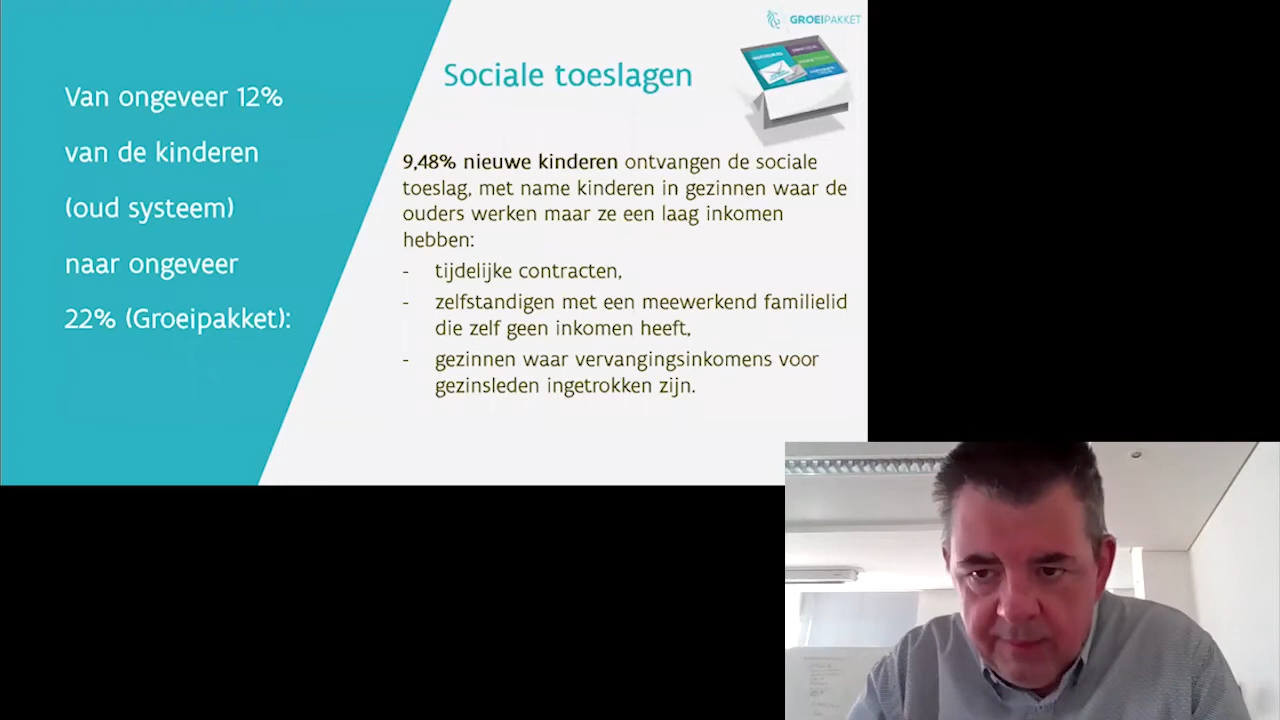 GROEIPAKKET
Sociale toeslagen
Van ongeveer 12%
van de kinderen
(oud systeem)
naar ongeveer
22% (Groeipakket):
9,48% nieuwe kinderen ontvangen de sociale
toeslag, met name kinderen in gezinnen waar de
ouders werken maar ze een laag inkomen
hebben:
- tijdelijke contracten,
- zelfstandigen met een meewerkend familielid
die zelf geen inkomen heeft,
- gezinnen waar vervangingsinkomens voor
gezinsleden ingetrokken zijn.